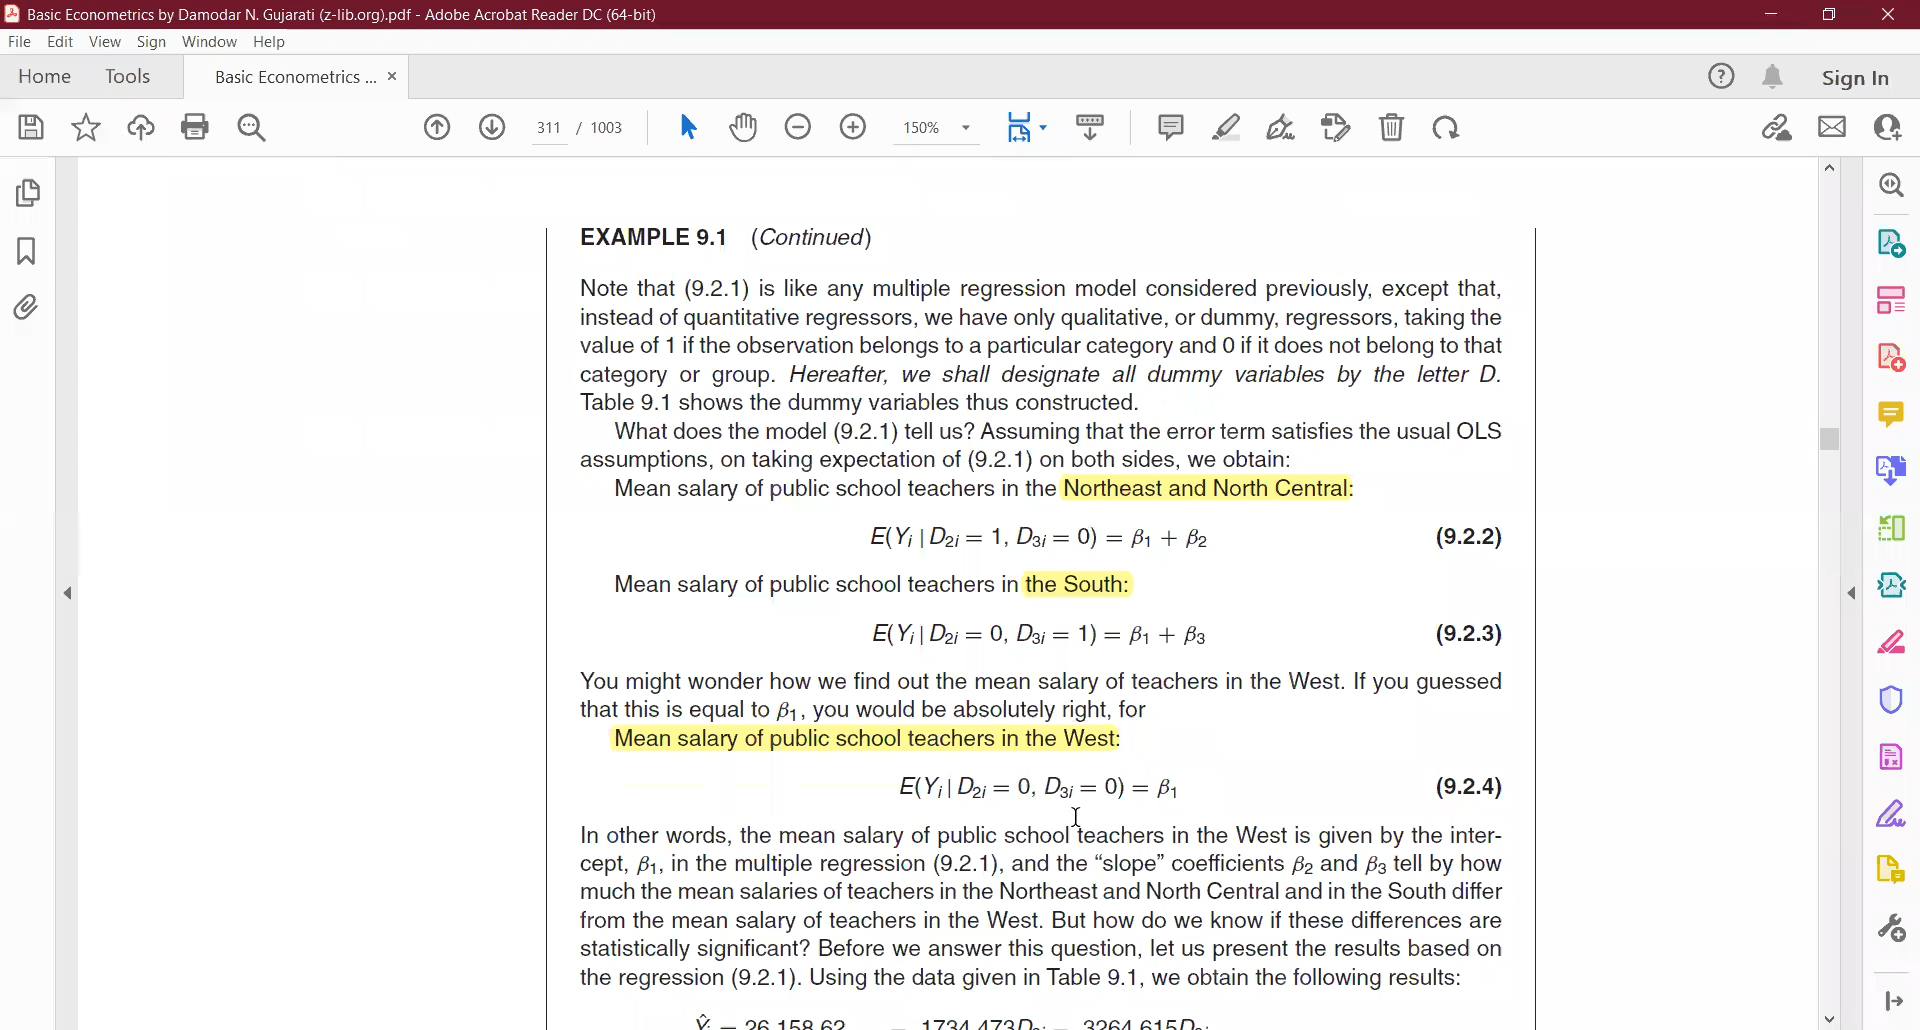 Basic Econometrics by Damodar N. Gujarati (z-lib.org).pdf - Adobe Acrobat Reader DC (64-bit)
File Edit View Sign Window Help
Home Tools Basic Econometrics ... × Sign In
311 / 1003 150%
EXAMPLE 9.1 (Continued)
Note that (9.2.1) is like any multiple regression model considered previously, except that,
instead of quantitative regressors, we have only qualitative, or dummy, regressors, taking the
value of 1 if the observation belongs to a particular category and 0 if it does not belong to that
category or group. Hereafter, we shall designate all dummy variables by the letter D.
Table 9.1 shows the dummy variables thus constructed.
What does the model (9.2.1) tell us? Assuming that the error term satisfies the usual OLS
assumptions, on taking expectation of (9.2.1) on both sides, we obtain:
Mean salary of public school teachers in the Northeast and North Central:
E(Yi | D2i = 1, D3i = 0) = β1 + β2 (9.2.2)
Mean salary of public school teachers in the South:
E(Yi | D2i = 0, D3i = 1) = β1 + β3 (9.2.3)
You might wonder how we find out the mean salary of teachers in the West. If you guessed
that this is equal to β1, you would be absolutely right, for
Mean salary of public school teachers in the West:
E(Yi | D2i = 0, D3i = 0) = β1 (9.2.4)
In other words, the mean salary of public school teachers in the West is given by the inter-
cept, β1, in the multiple regression (9.2.1), and the “slope” coefficients β2 and β3 tell by how
much the mean salaries of teachers in the Northeast and North Central and in the South differ
from the mean salary of teachers in the West. But how do we know if these differences are
statistically significant? Before we answer this question, let us present the results based on
the regression (9.2.1). Using the data given in Table 9.1, we obtain the following results:
Ŷi = 26,158.62 − 1734.473D2i − 3264.615D3i